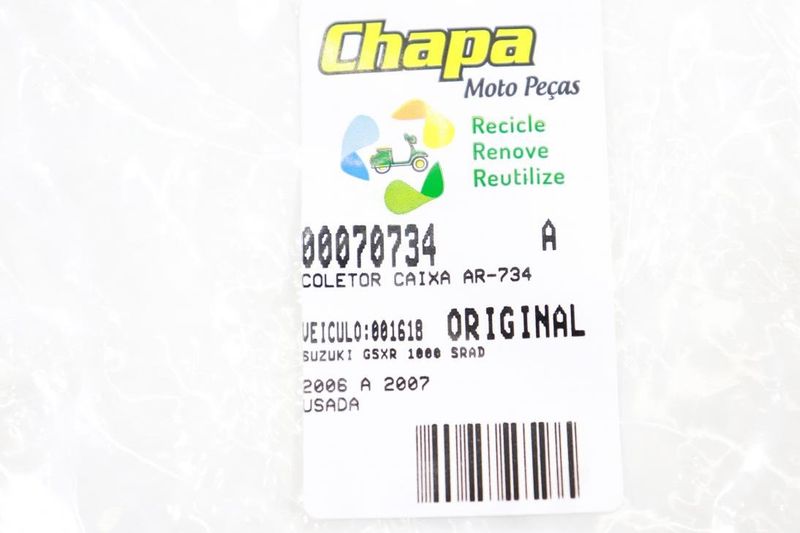 Chapa
Moto Peças
Recicle
Renove
Reutilize
00070734 A
COLETOR CAIXA AR-734
VEICULO:001618 ORIGINAL
SUZUKI GSXR 1000 SRAD
2006 A 2007
USADA